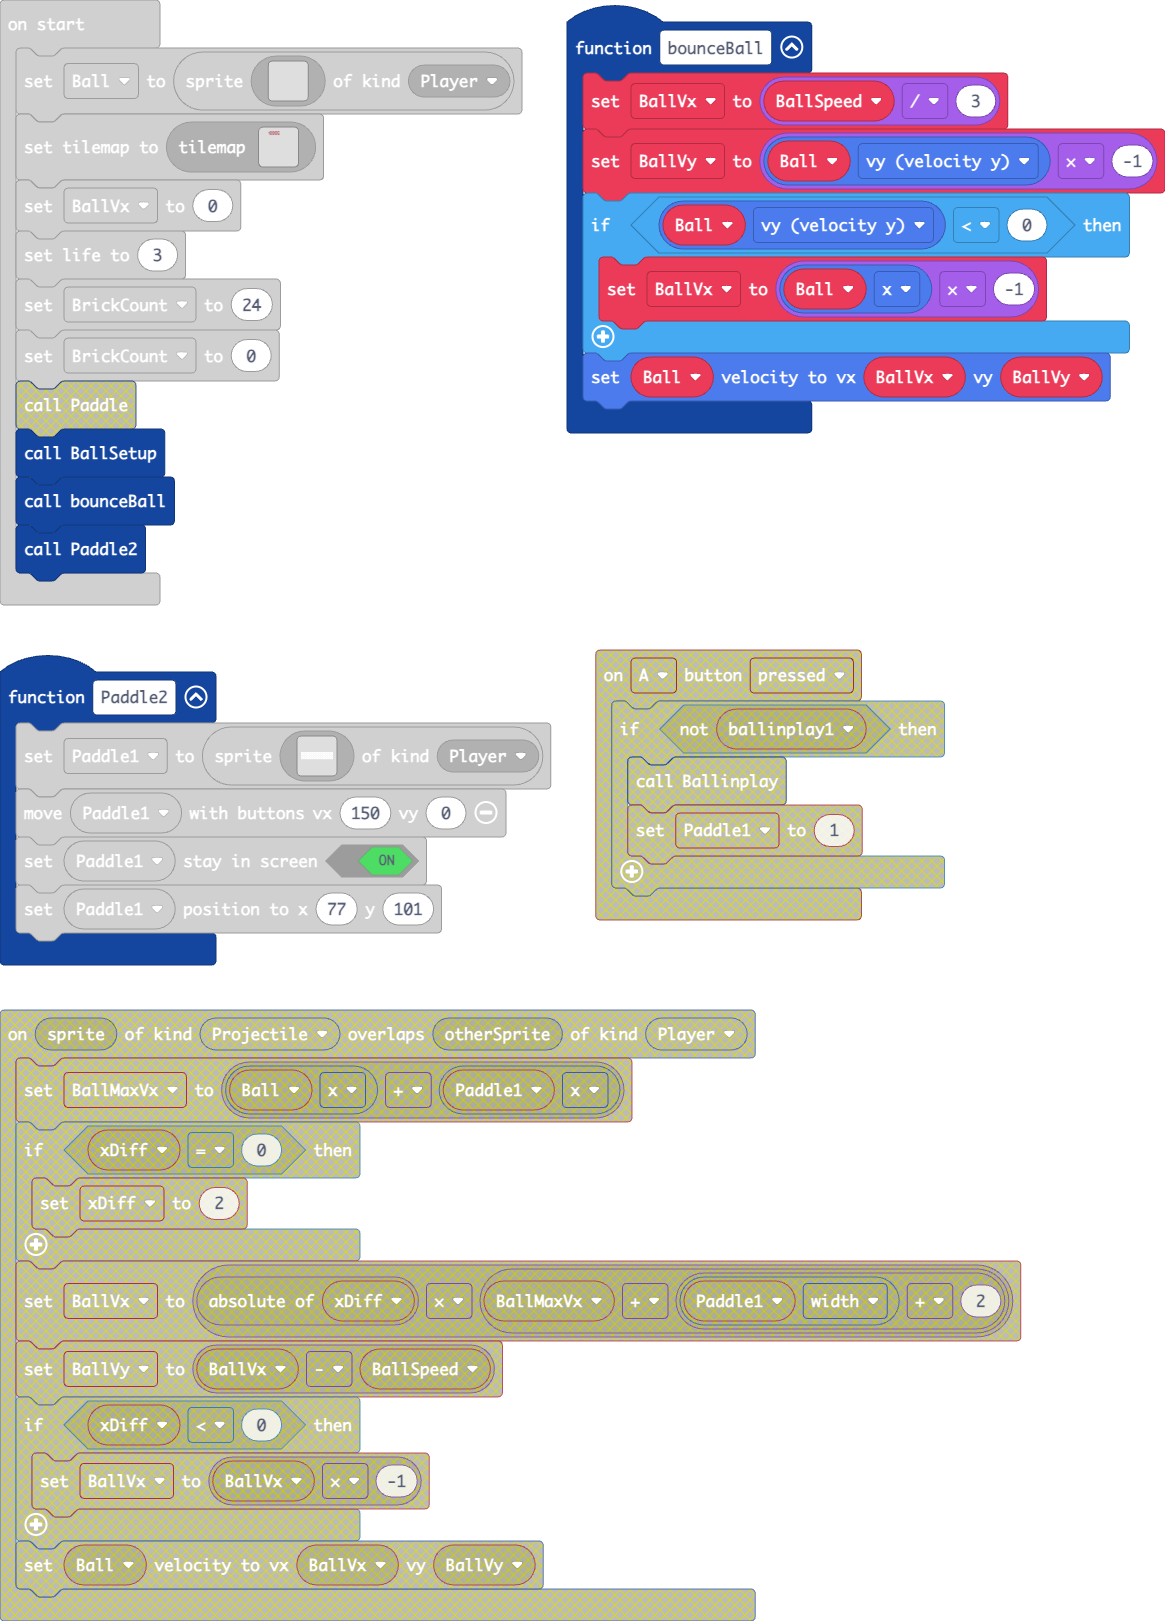 on start
set Ball to sprite of kind Player
set tilemap to tilemap
set BallVx to 0
set life to 3
set BrickCount to 24
set BrickCount to 0
call Paddle
call BallSetup
call bounceBall
call Paddle2
function bounceBall
set BallVx to BallSpeed / 3
set BallVy to Ball vy (velocity y) × -1
if Ball vy (velocity y) < 0 then
set BallVx to Ball x × -1
set Ball velocity to vx BallVx vy BallVy
function Paddle2
set Paddle1 to sprite of kind Player
move Paddle1 with buttons vx 150 vy 0
set Paddle1 stay in screen ON
set Paddle1 position to x 77 y 101
on A button pressed
if not ballinplay1 then
call Ballinplay
set Paddle1 to 1
on sprite of kind Projectile overlaps otherSprite of kind Player
set BallMaxVx to Ball x + Paddle1 x
if xDiff = 0 then
set xDiff to 2
set BallVx to absolute of xDiff × BallMaxVx + Paddle1 width + 2
set BallVy to BallVx - BallSpeed
if xDiff < 0 then
set BallVx to BallVx × -1
set Ball velocity to vx BallVx vy BallVy